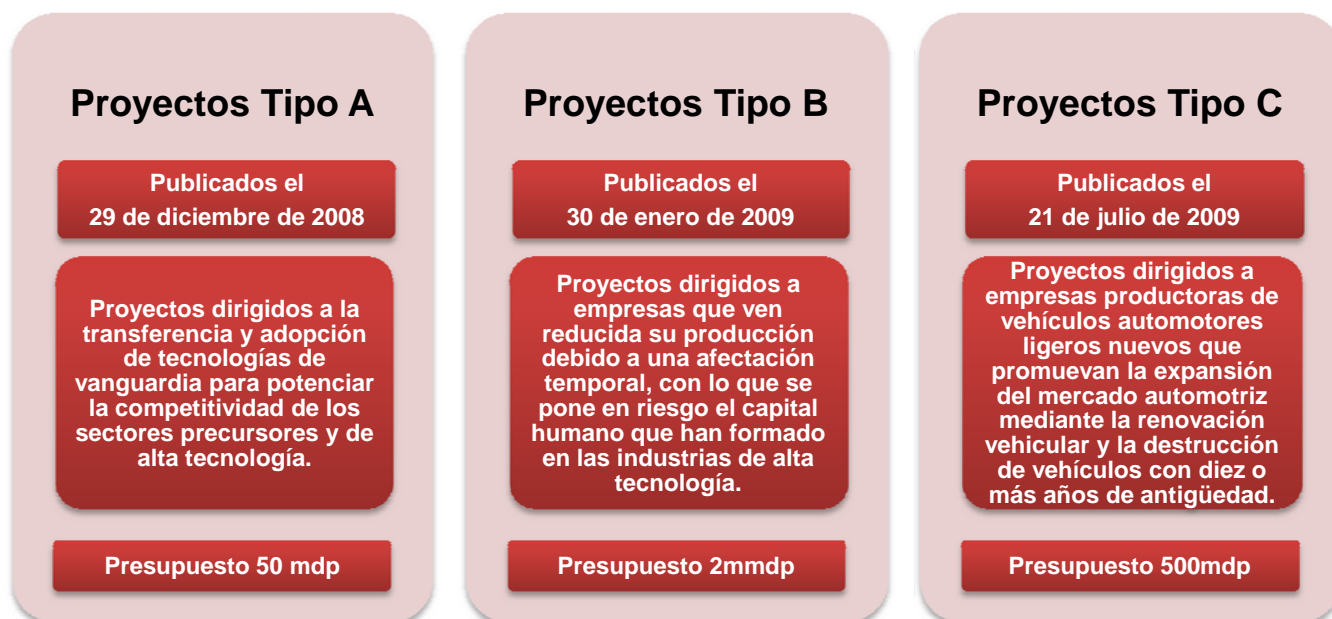 Proyectos Tipo A
Publicados el
29 de diciembre de 2008
Proyectos dirigidos a la
transferencia y adopción
de tecnologías de
vanguardia para potenciar
la competitividad de los
sectores precursores y de
alta tecnología.
Presupuesto 50 mdp
Proyectos Tipo B
Publicados el
30 de enero de 2009
Proyectos dirigidos a
empresas que ven
reducida su producción
debido a una afectación
temporal, con lo que se
pone en riesgo el capital
humano que han formado
en las industrias de alta
tecnología.
Presupuesto 2mmdp
Proyectos Tipo C
Publicados el
21 de julio de 2009
Proyectos dirigidos a
empresas productoras de
vehículos automotores
ligeros nuevos que
promuevan la expansión
del mercado automotriz
mediante la renovación
vehicular y la destrucción
de vehículos con diez o
más años de antigüedad.
Presupuesto 500mdp